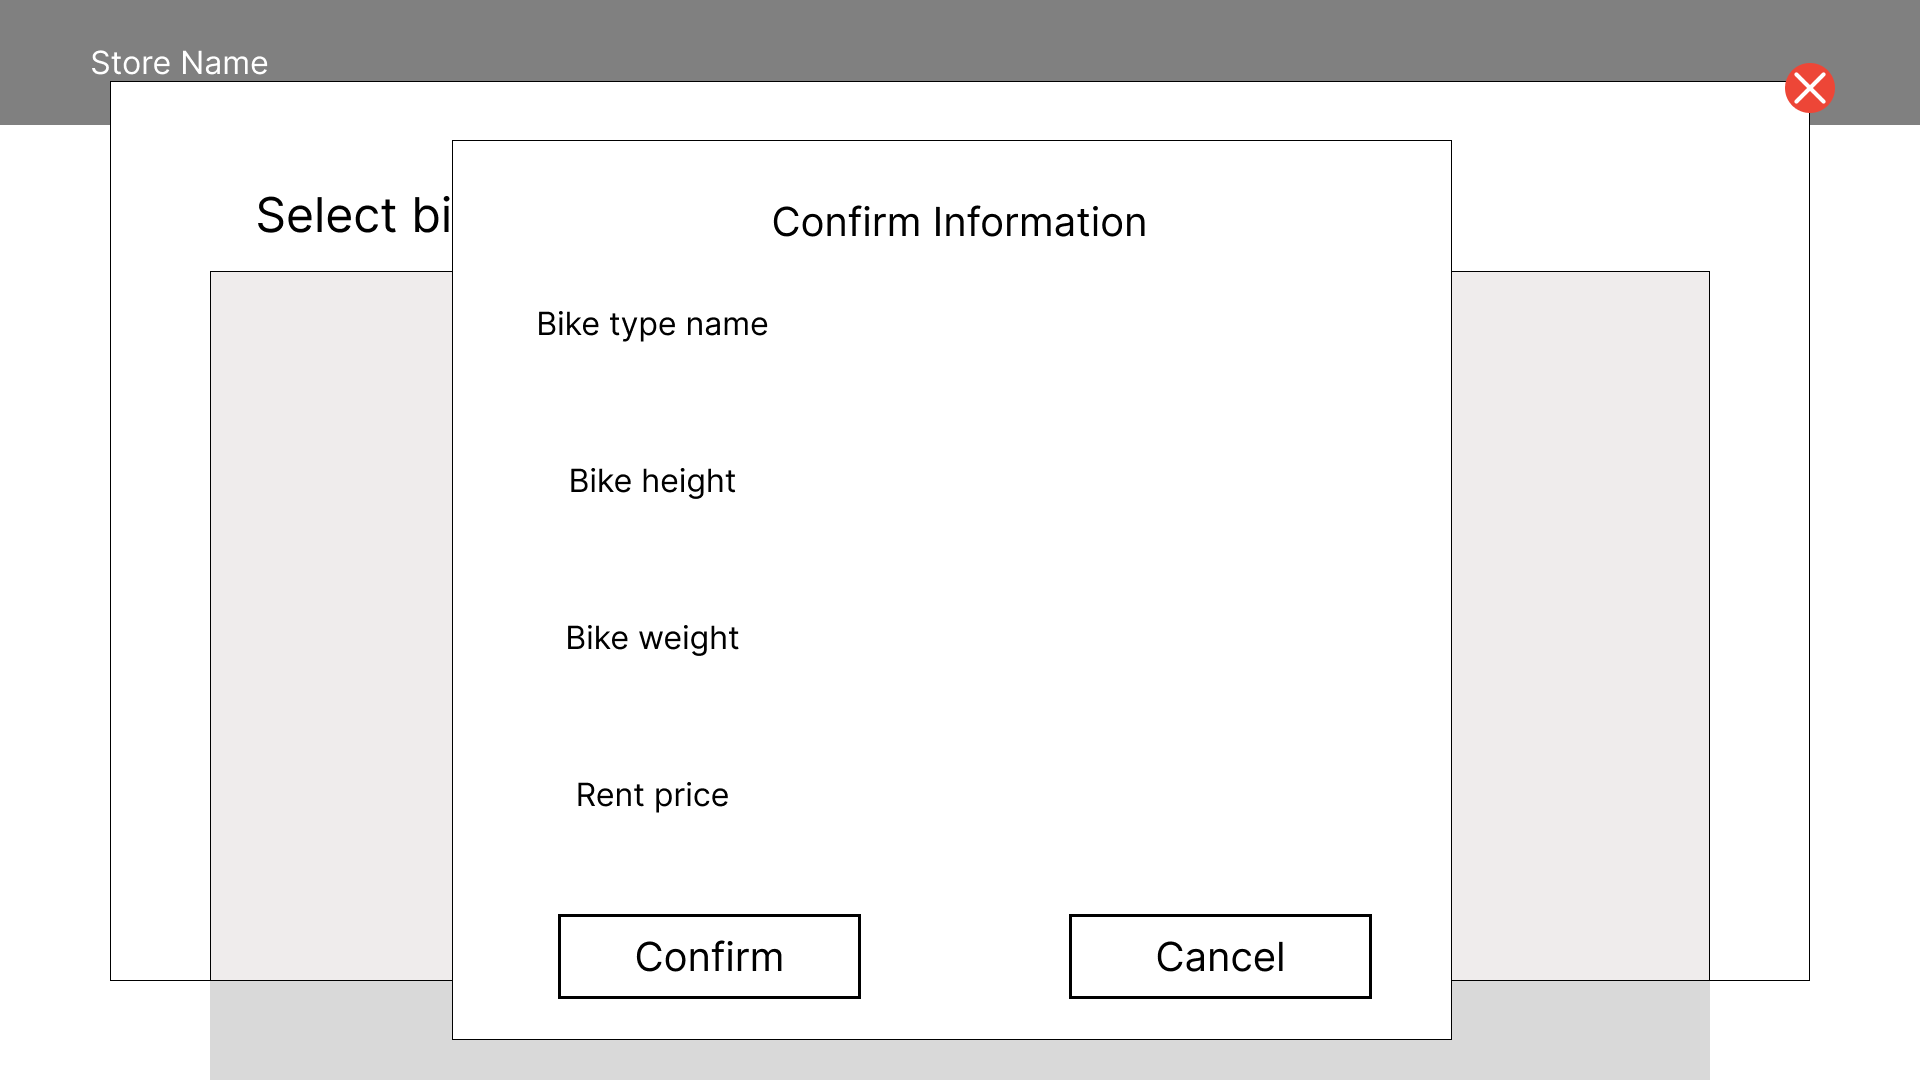 Store Name
Select bi
Confirm Information
Bike type name
Bike height
Bike weight
Rent price
Confirm
Cancel